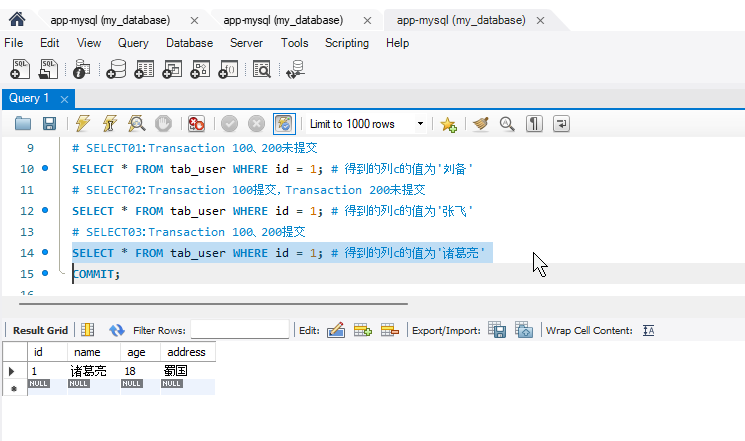 app-mysql (my_database) app-mysql (my_database) app-mysql (my_database)
File Edit View Query Database Server Tools Scripting Help
Query 1
Limit to 1000 rows
9 # SELECT01:Transaction 100、200未提交
10 SELECT * FROM tab_user WHERE id = 1; # 得到的列c的值为'刘备'
11 # SELECT02:Transaction 100提交，Transaction 200未提交
12 SELECT * FROM tab_user WHERE id = 1; # 得到的列c的值为'张飞'
13 # SELECT03:Transaction 100、200提交
14 SELECT * FROM tab_user WHERE id = 1; # 得到的列c的值为'诸葛亮'
15 COMMIT;
Result Grid Filter Rows: Edit: Export/Import: Wrap Cell Content: IA
id name age address
1 诸葛亮 18 蜀国
NULL NULL NULL NULL